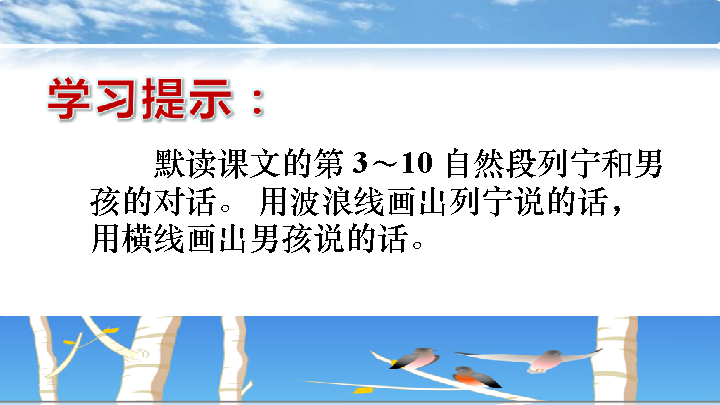 学习提示：
默读课文的第 3～10 自然段列宁和男
孩的对话。 用波浪线画出列宁说的话，
用横线画出男孩说的话。